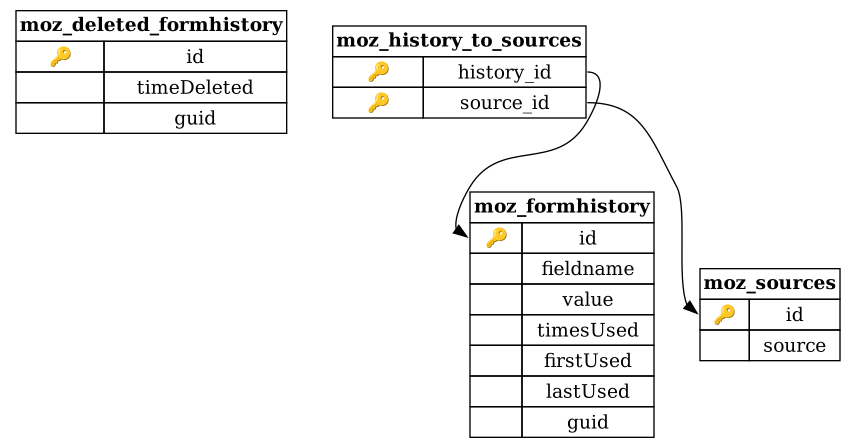 moz_deleted_formhistory
🔑 id
timeDeleted
guid
moz_history_to_sources
🔑 history_id
🔑 source_id
moz_formhistory
🔑 id
fieldname
value
timesUsed
firstUsed
lastUsed
guid
moz_sources
🔑 id
source